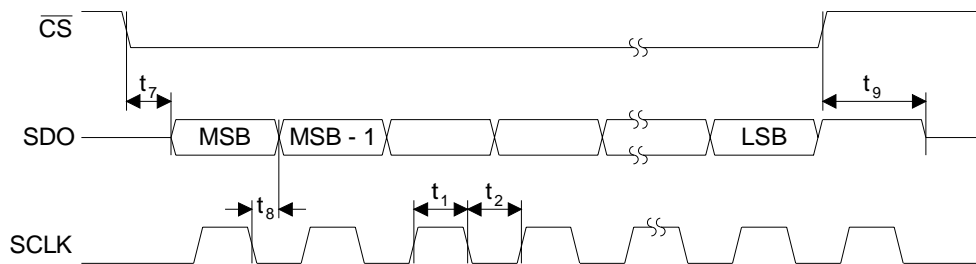 CS
t7
t9
SDO
MSB
MSB - 1
LSB
t8
t1
t2
SCLK